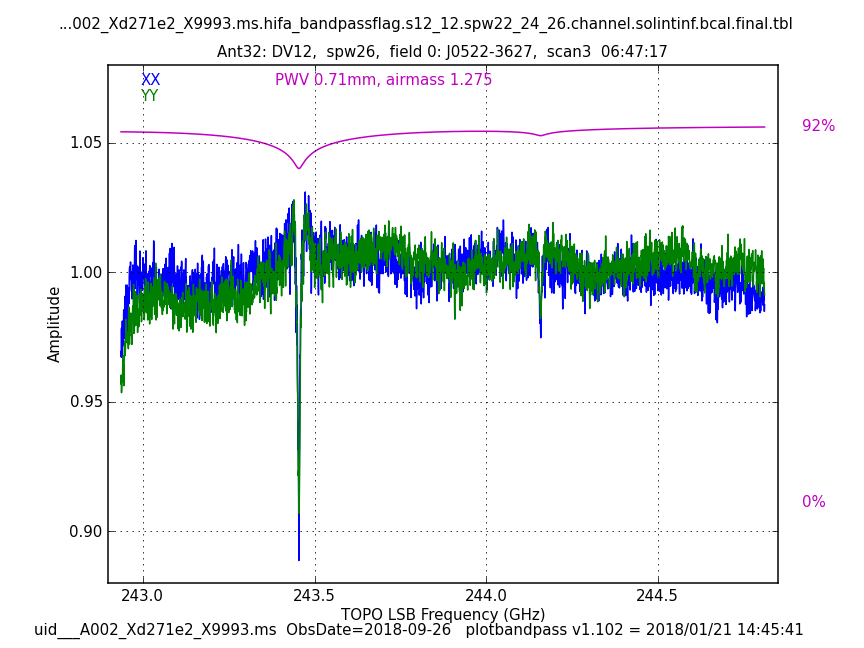 ...002_Xd271e2_X9993.ms.hifa_bandpassflag.s12_12.spw22_24_26.channel.solintinf.bcal.final.tbl
Ant32: DV12,  spw26,  field 0: J0522-3627,  scan3  06:47:17
XX
PWV 0.71mm, airmass 1.275
YY
92%
1.05
1.00
Amplitude
0.95
0%
0.90
243.0
243.5
244.0
244.5
TOPO LSB Frequency (GHz)
uid___A002_Xd271e2_X9993.ms  ObsDate=2018-09-26   plotbandpass v1.102 = 2018/01/21 14:45:41